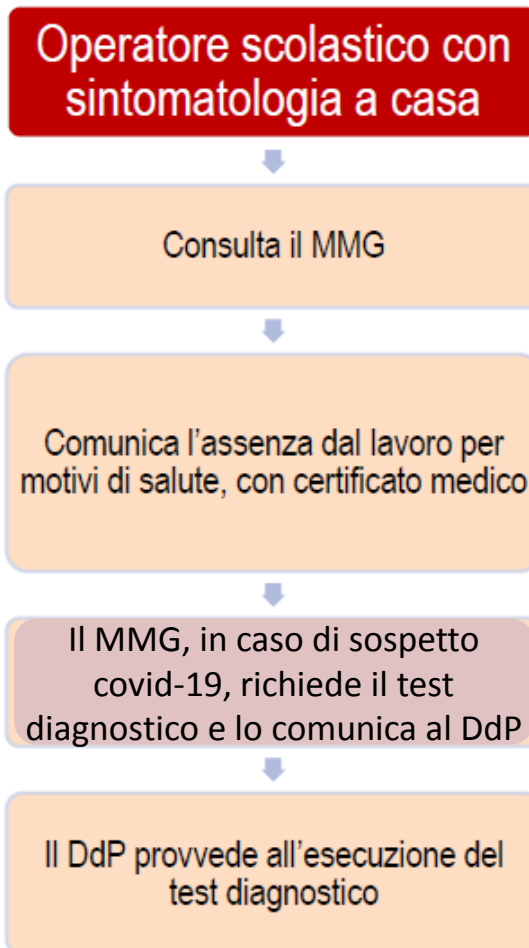 Operatore scolastico con
sintomatologia a casa
Consulta il MMG
Comunica l'assenza dal lavoro per
motivi di salute, con certificato medico
Il MMG, in caso di sospetto
covid-19, richiede il test
diagnostico e lo comunica al DdP
Il DdP provvede all'esecuzione del
test diagnostico